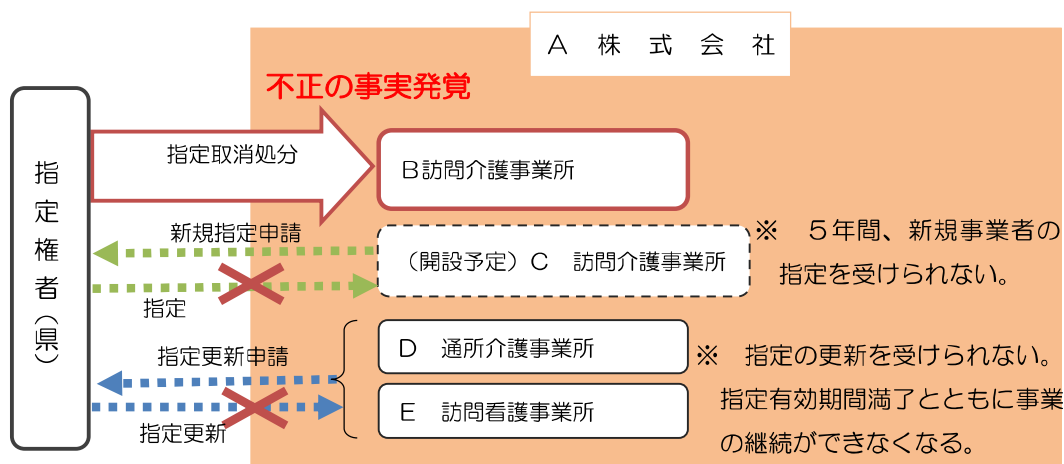 A 株 式 会 社
不正の事実発覚
指定権者（県）
指定取消処分
B訪問介護事業所
新規指定申請
（開設予定）C 訪問介護事業所
指定
※ 5年間、新規事業者の
指定を受けられない。
指定更新申請
D 通所介護事業所
E 訪問看護事業所
指定更新
※ 指定の更新を受けられない。
指定有効期間満了とともに事業
の継続ができなくなる。